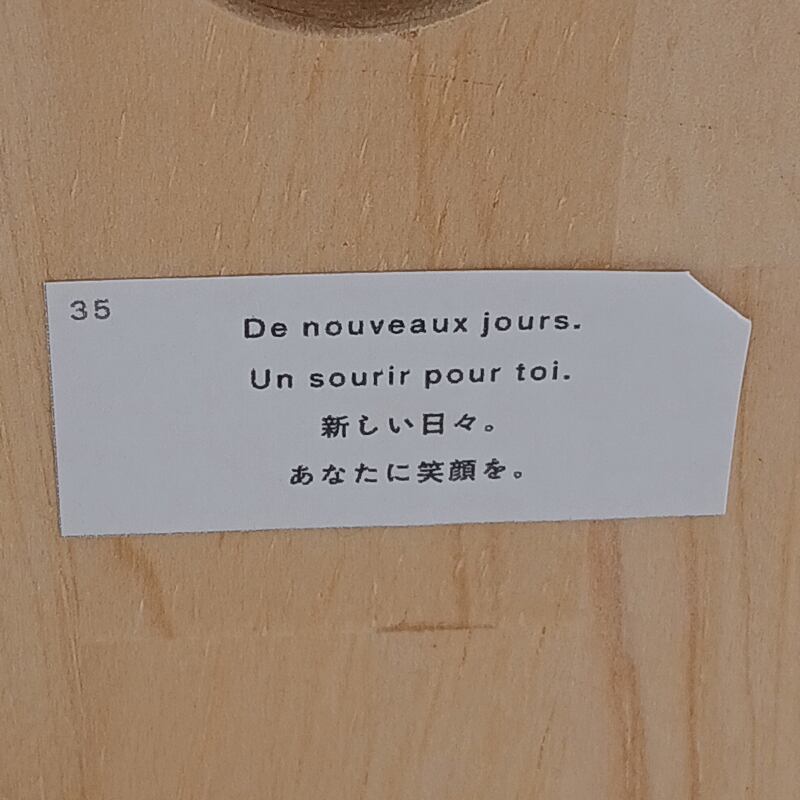 35
De nouveaux jours.
Un sourir pour toi.
新しい日々。
あなたに笑顔を。